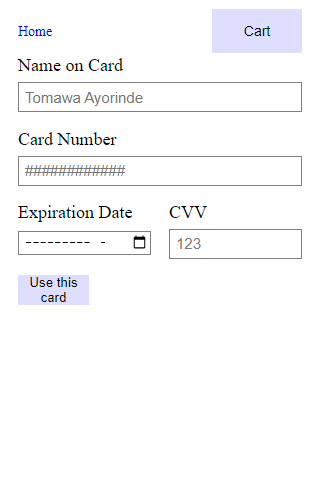 Home
Cart
Name on Card
Tomawa Ayorinde
Card Number
############
Expiration Date
CVV
--------- -
123
Use this
card